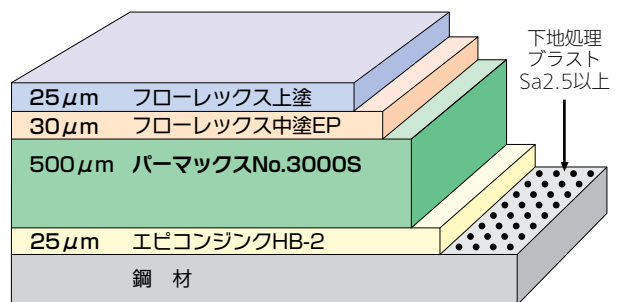 下地処理
ブラスト
Sa2.5以上
25μm フローレックス上塗
30μm フローレックス中塗EP
500μm パーマックスNo.3000S
25μm エピコンジンクHB-2
鋼 材